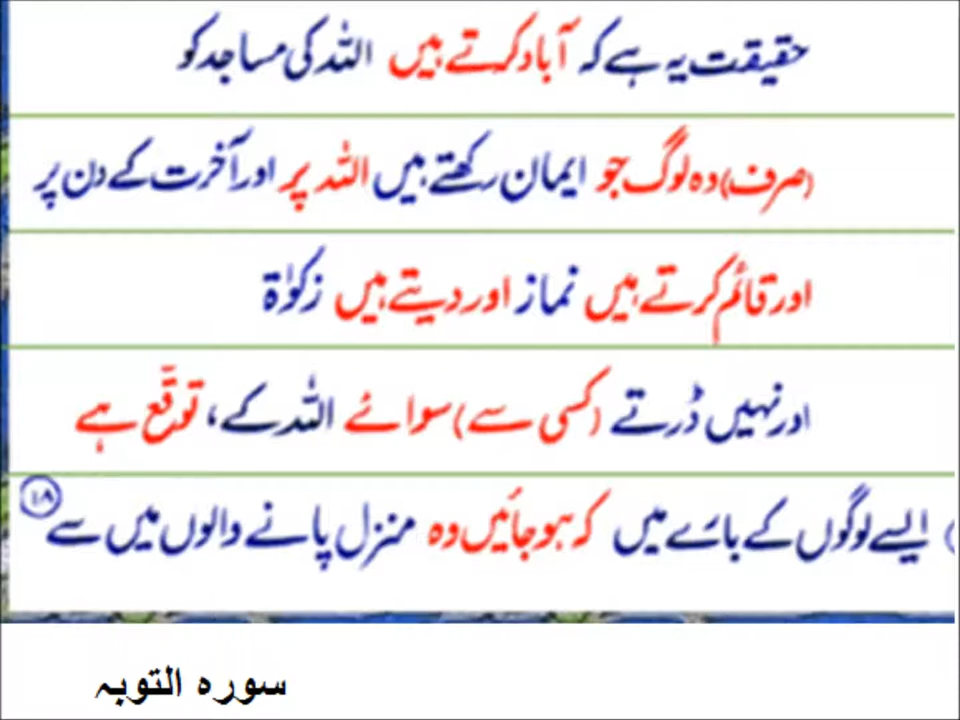 حقیقت یہ ہے کہ آباد کرتے ہیں اللہ کی مساجد کو
(صرف) وہ لوگ جو ایمان رکھتے ہیں اللہ پر اور آخرت کے دن پر
اور قائم کرتے ہیں نماز اور دیتے ہیں زکوٰۃ
اور نہیں ڈرتے (کسی سے) سوائے اللہ کے، توقّع ہے
) ایسے لوگوں کے بارے میں کہ ہو جائیں وہ منزل پانے والوں میں سے ۱۸
سورہ التوبہ